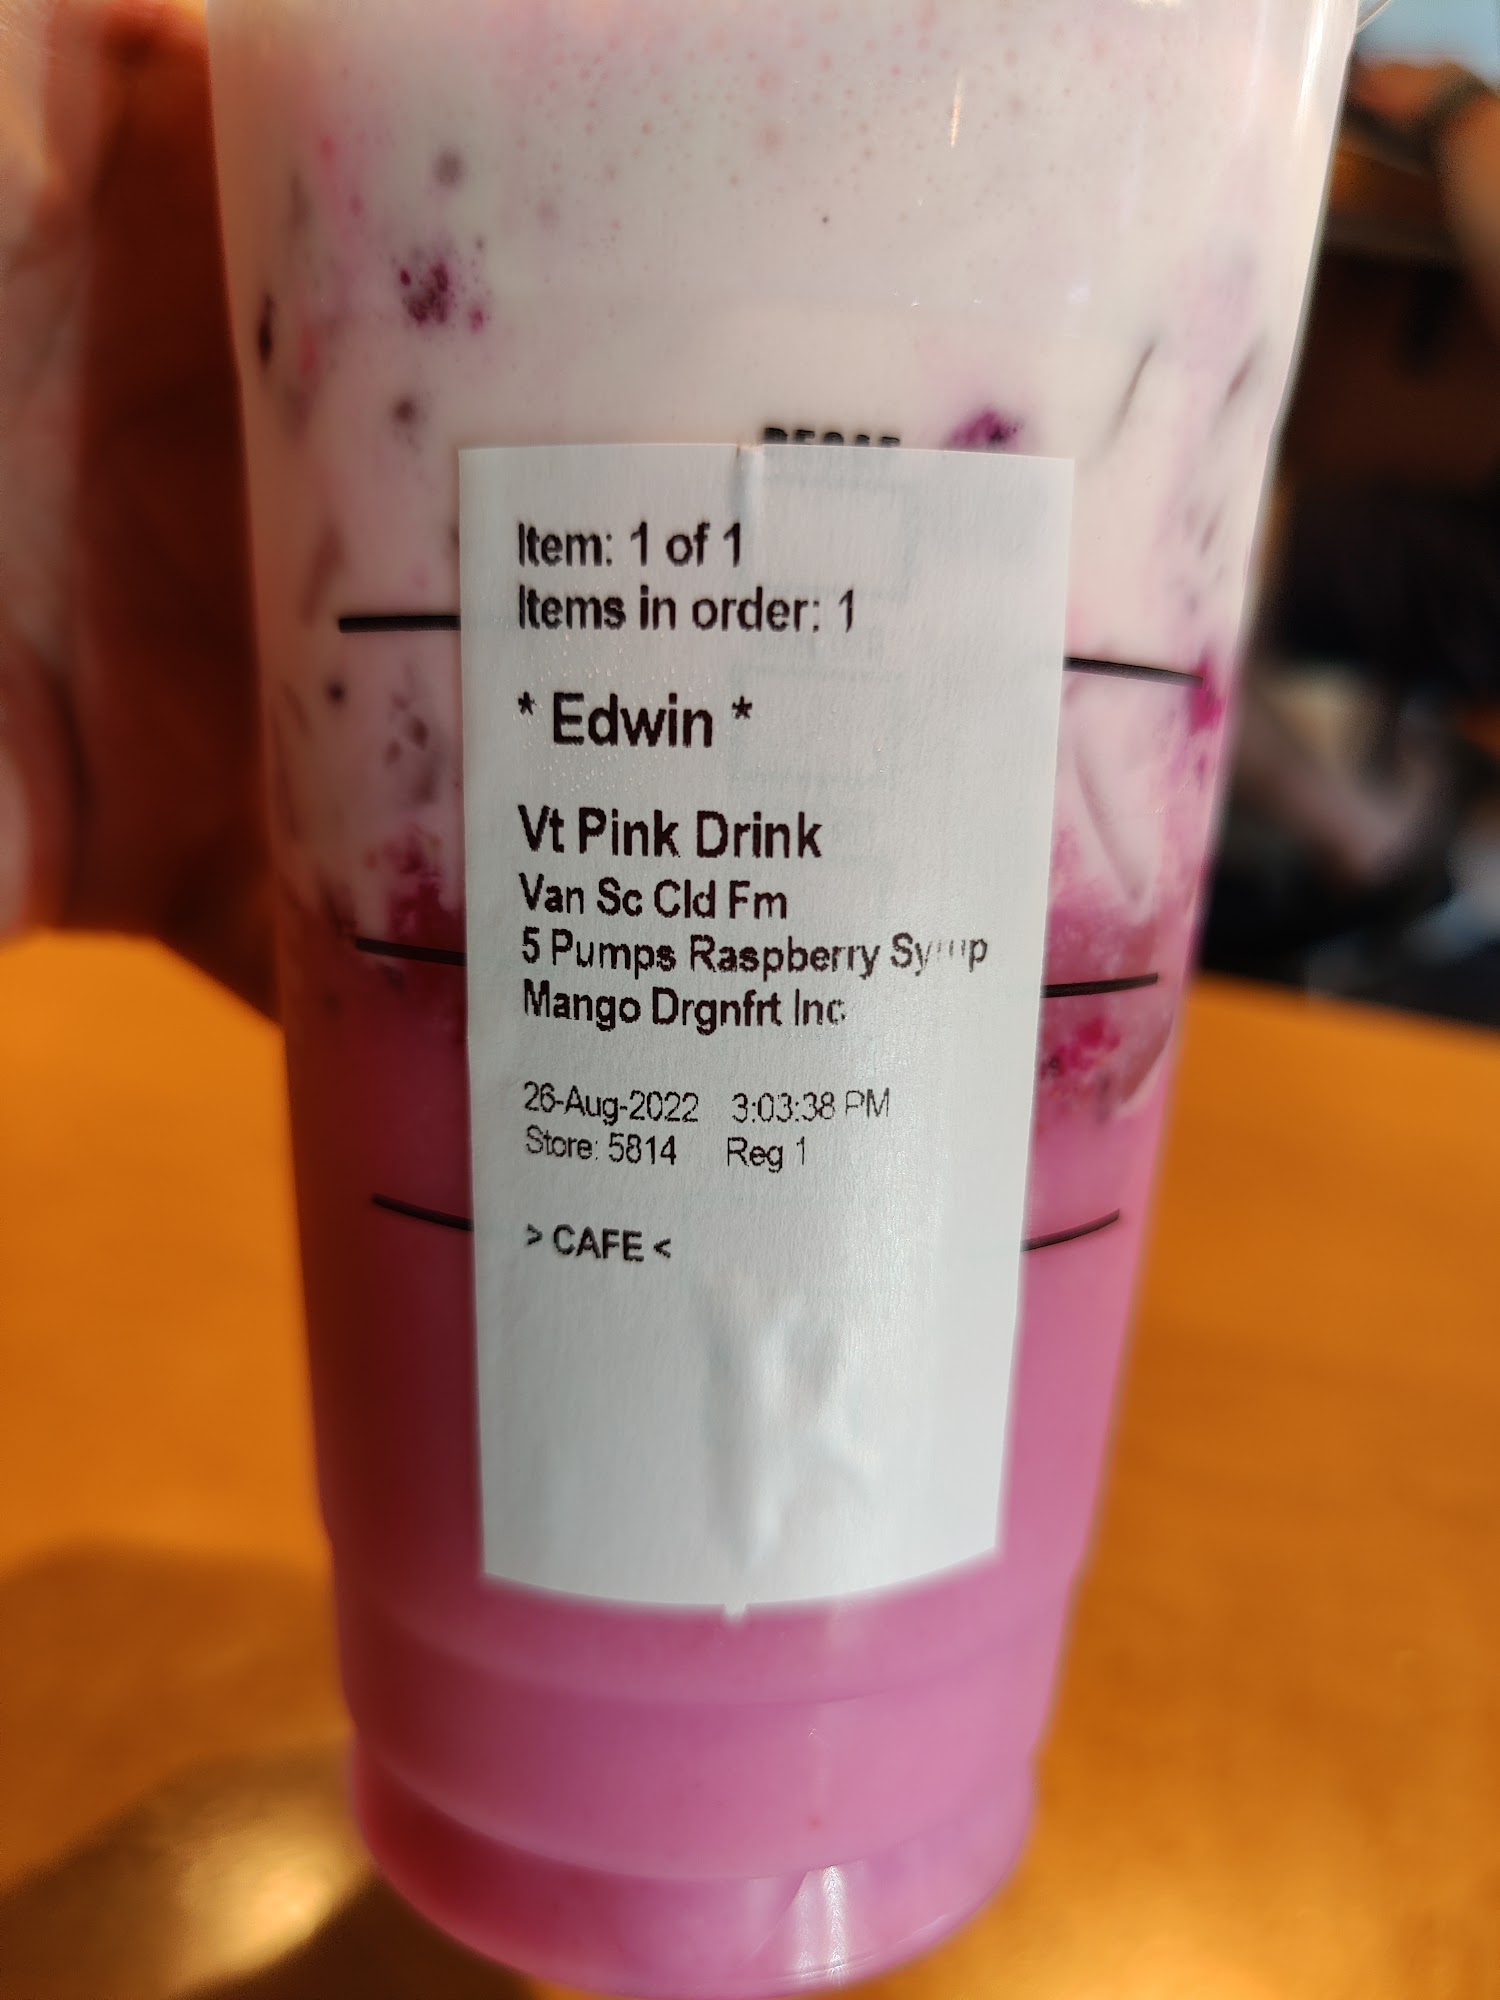 DECAF
Item: 1 of 1
Items in order: 1
* Edwin *
Vt Pink Drink
Van Sc Cld Fm
5 Pumps Raspberry Syrup
Mango Drgnfrt Inc
26-Aug-2022 3:03:38 PM
Store: 5814 Reg 1
> CAFE <